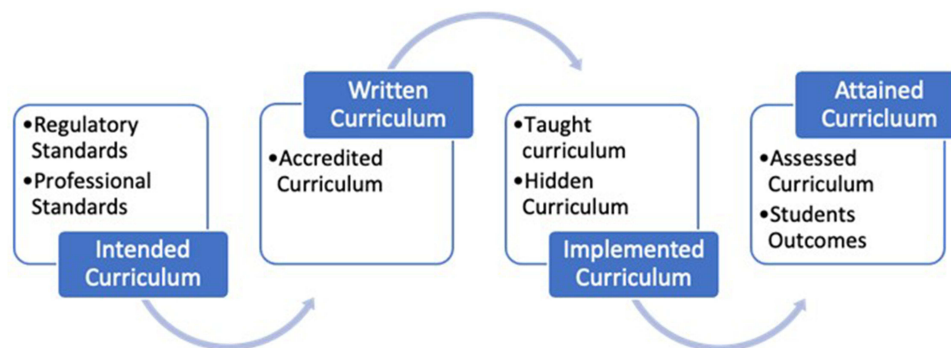 •Regulatory
Standards
•Professional
Standards
Intended
Curriculum
Written
Curriculum
•Accredited
Curriculum
•Taught
curriculum
•Hidden
Curriculum
Implemented
Curriculum
Attained
Curricluum
•Assessed
Curriculum
•Students
Outcomes